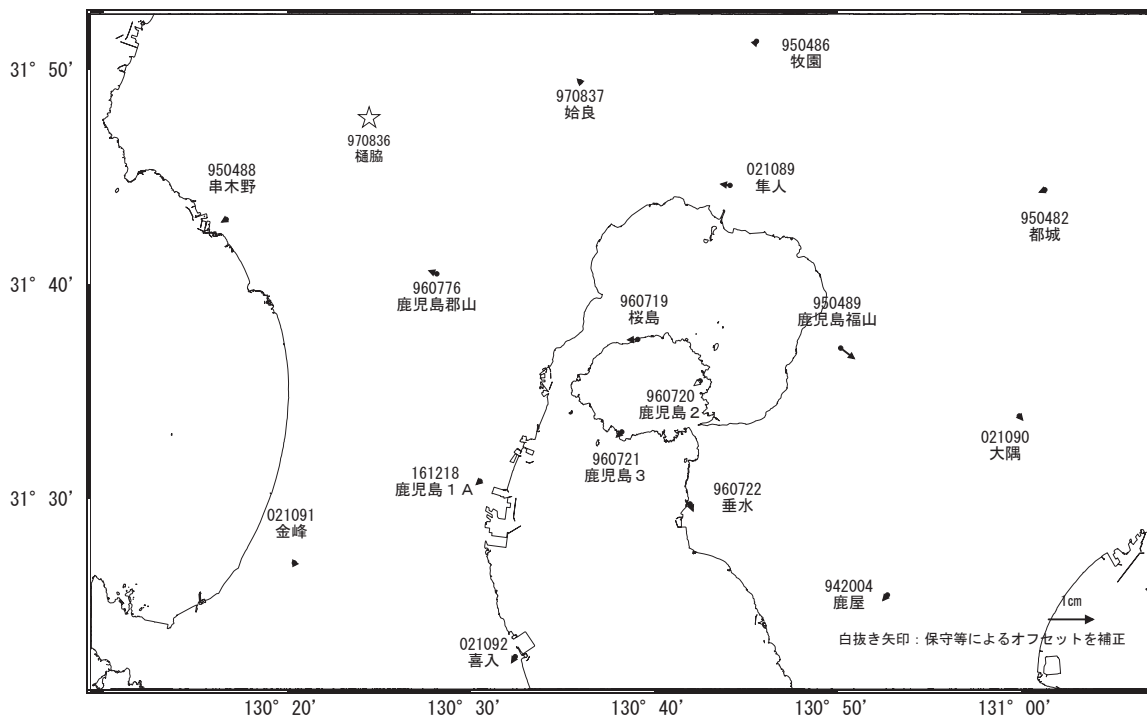 950486
牧園
31° 50'
970837
姶良
970836
樋脇
950488
串木野
021089
隼人
950482
都城
31° 40'
960776
鹿児島郡山
960719
桜島
950489
鹿児島福山
960720
鹿児島２
021090
大隅
960721
鹿児島３
161218
鹿児島１Ａ
960722
垂水
31° 30'
021091
金峰
942004
鹿屋
1cm
白抜き矢印：保守等によるオフセットを補正
021092
喜入
130° 20'
130° 30'
130° 40'
130° 50'
131° 00'